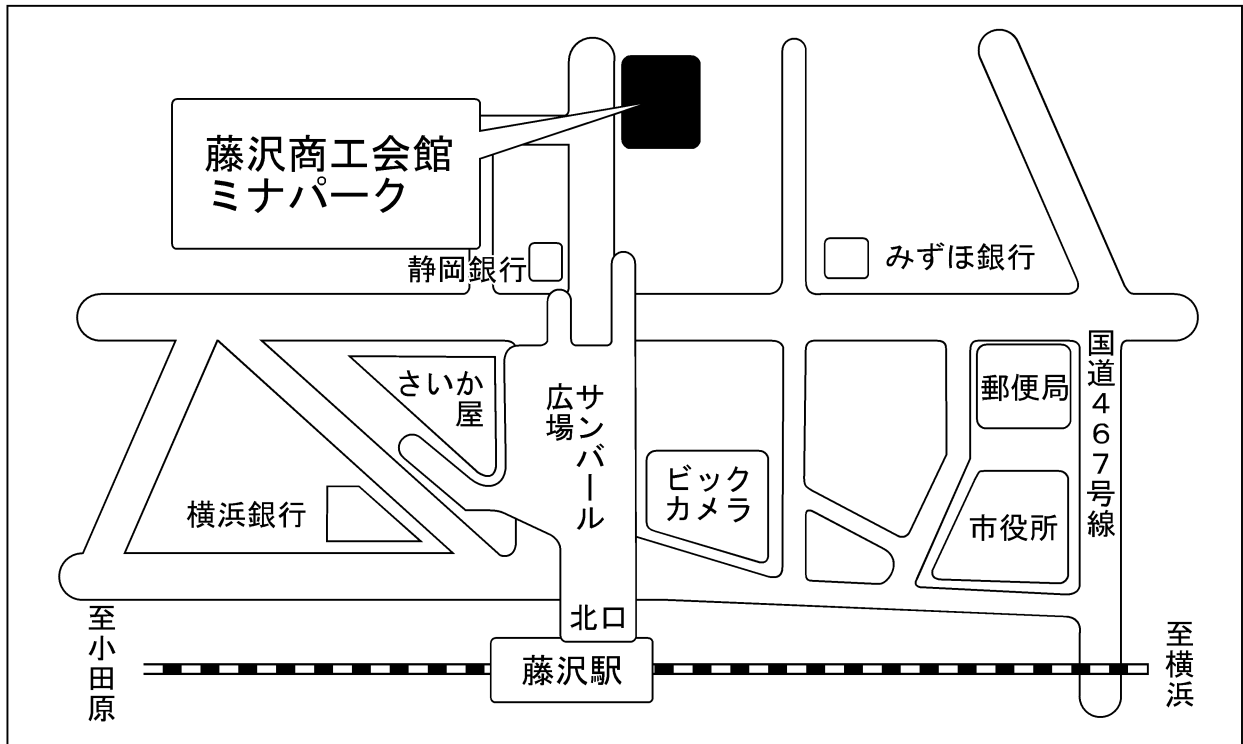 藤沢商工会館
ミナパーク
静岡銀行
みずほ銀行
さいか
屋
サンバール
広場
ビック
カメラ
郵便局
国道467号線
横浜銀行
市役所
北口
藤沢駅
至小田原
至横浜